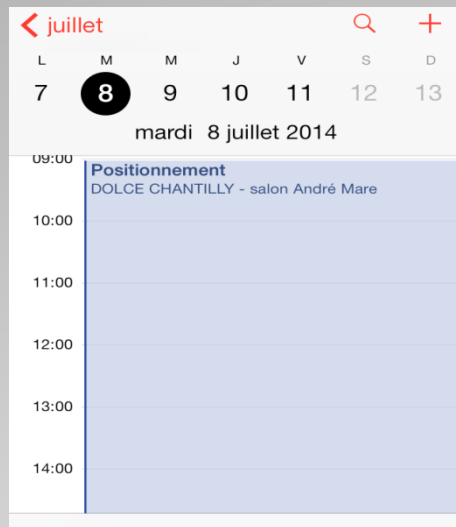 juillet
L M M J V S D
7 8 9 10 11 12 13
mardi 8 juillet 2014
09:00
Positionnement
DOLCE CHANTILLY - salon André Mare
10:00
11:00
12:00
13:00
14:00